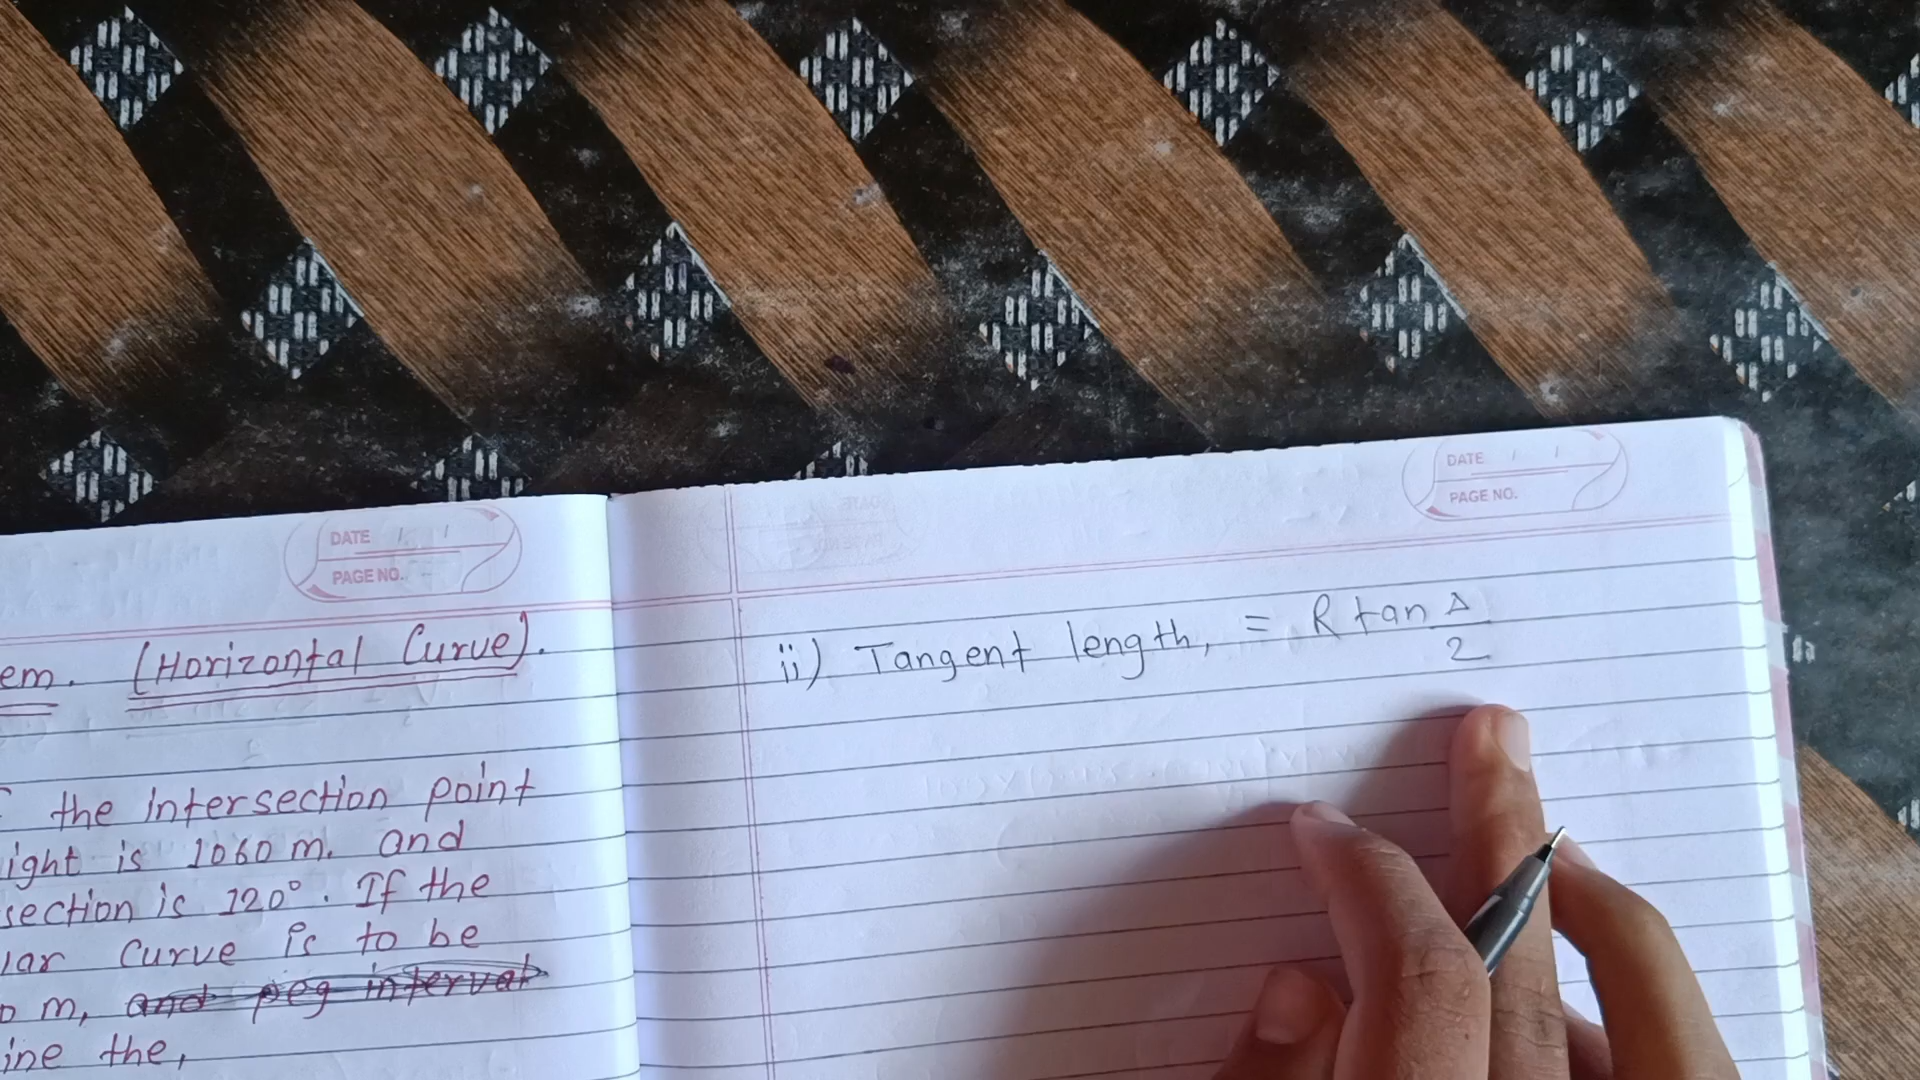 DATE / /
PAGE NO.
em. (Horizontal Curve).
the intersection point
ight is 1060 m. and
section is 120°. If the
lar Curve is to be
m, and peg interval
ine the,
DATE / /
PAGE NO.
ii) Tangent length, = R tan Δ/2